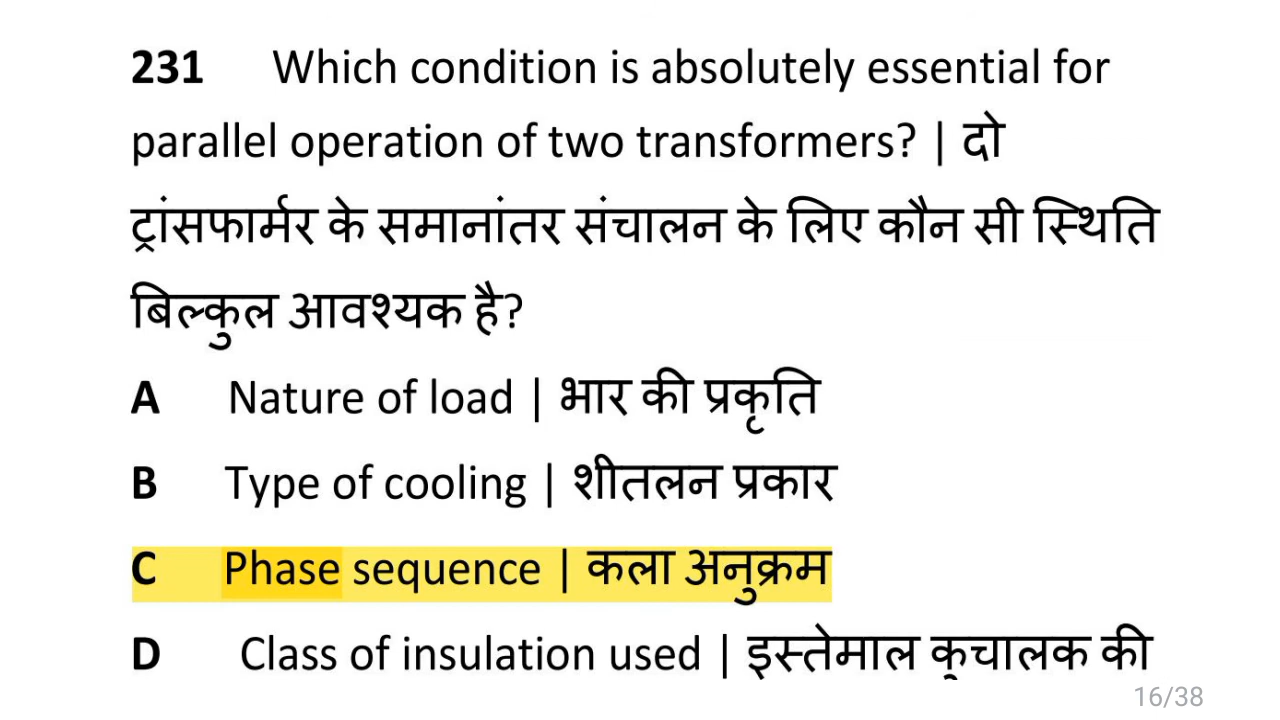 231 Which condition is absolutely essential for
parallel operation of two transformers? | दो
ट्रांसफार्मर के समानांतर संचालन के लिए कौन सी स्थिति
बिल्कुल आवश्यक है?
A Nature of load | भार की प्रकृति
B Type of cooling | शीतलन प्रकार
C Phase sequence | कला अनुक्रम
D Class of insulation used | इस्तेमाल कुचालक की
16/38